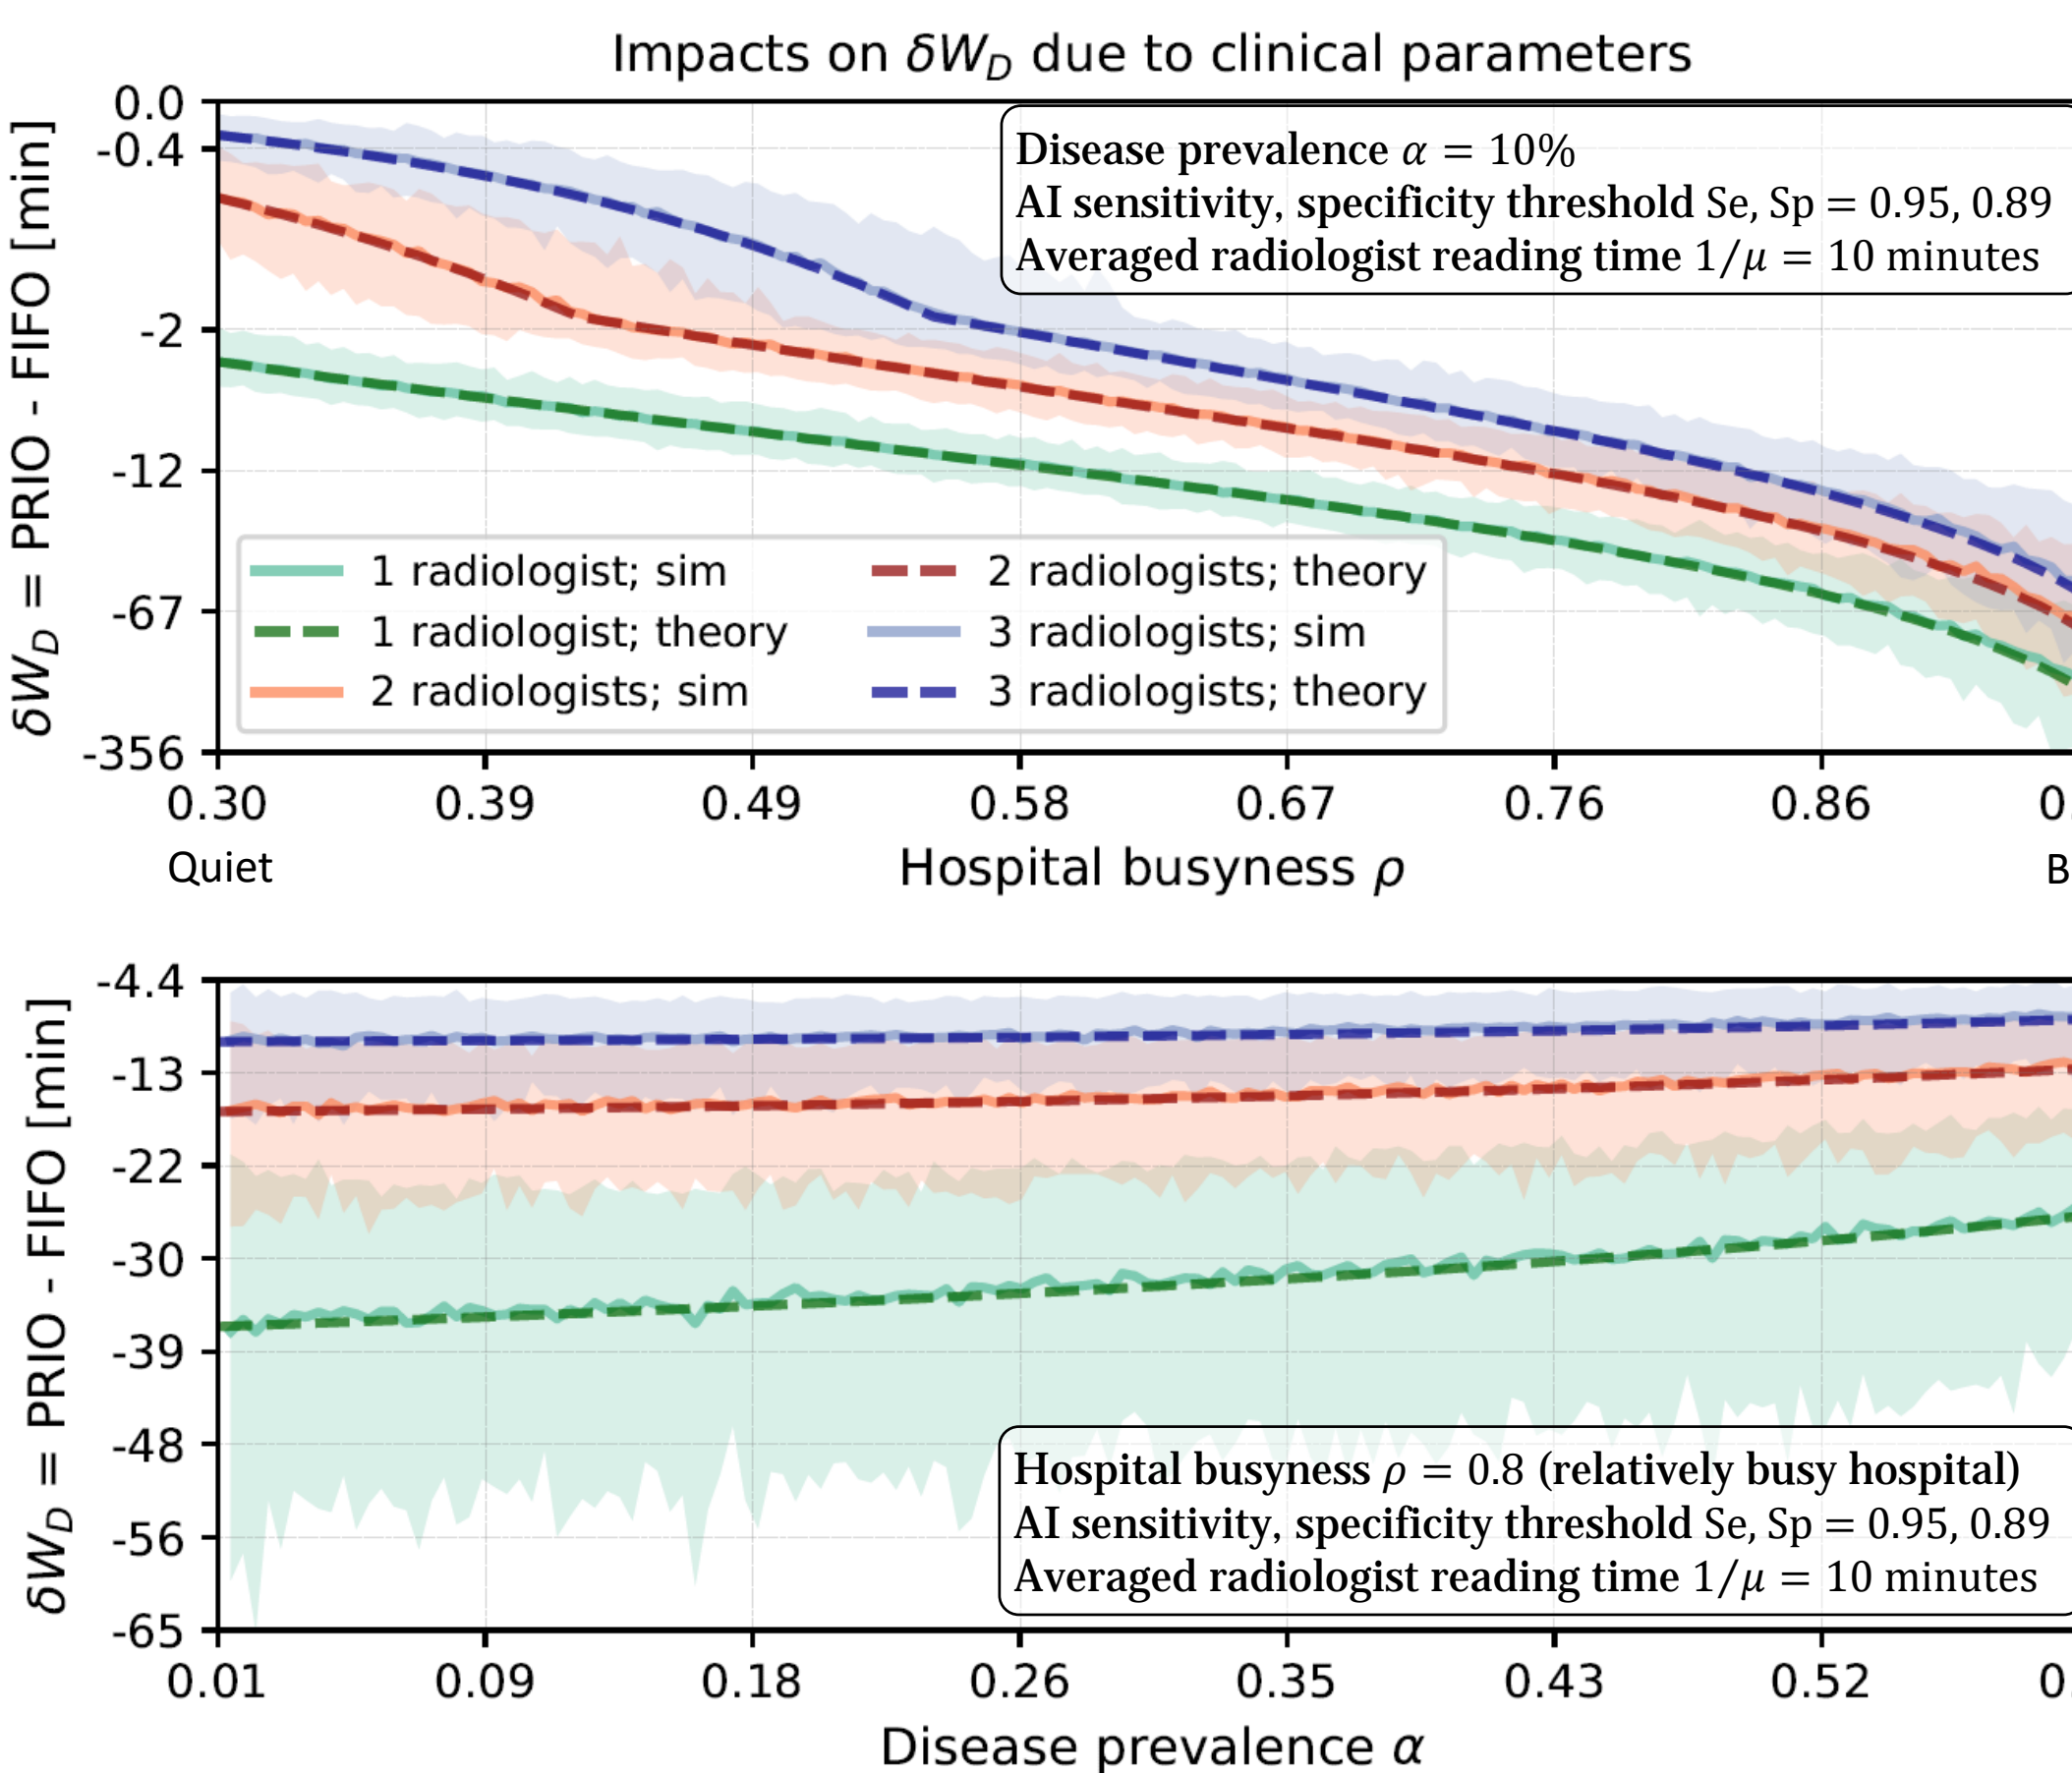 Impacts on δW_D due to clinical parameters
δW_D = PRIO - FIFO [min]
0.0
-0.4
-2
-12
-67
-356
Disease prevalence α = 10%
AI sensitivity, specificity threshold Se, Sp = 0.95, 0.89
Averaged radiologist reading time 1/μ = 10 minutes
1 radiologist; sim
1 radiologist; theory
2 radiologists; sim
2 radiologists; theory
3 radiologists; sim
3 radiologists; theory
0.30 0.39 0.49 0.58 0.67 0.76 0.86 0.
Quiet Hospital busyness ρ B
δW_D = PRIO - FIFO [min]
-4.4
-13
-22
-30
-39
-48
-56
-65
Hospital busyness ρ = 0.8 (relatively busy hospital)
AI sensitivity, specificity threshold Se, Sp = 0.95, 0.89
Averaged radiologist reading time 1/μ = 10 minutes
0.01 0.09 0.18 0.26 0.35 0.43 0.52 0.
Disease prevalence α